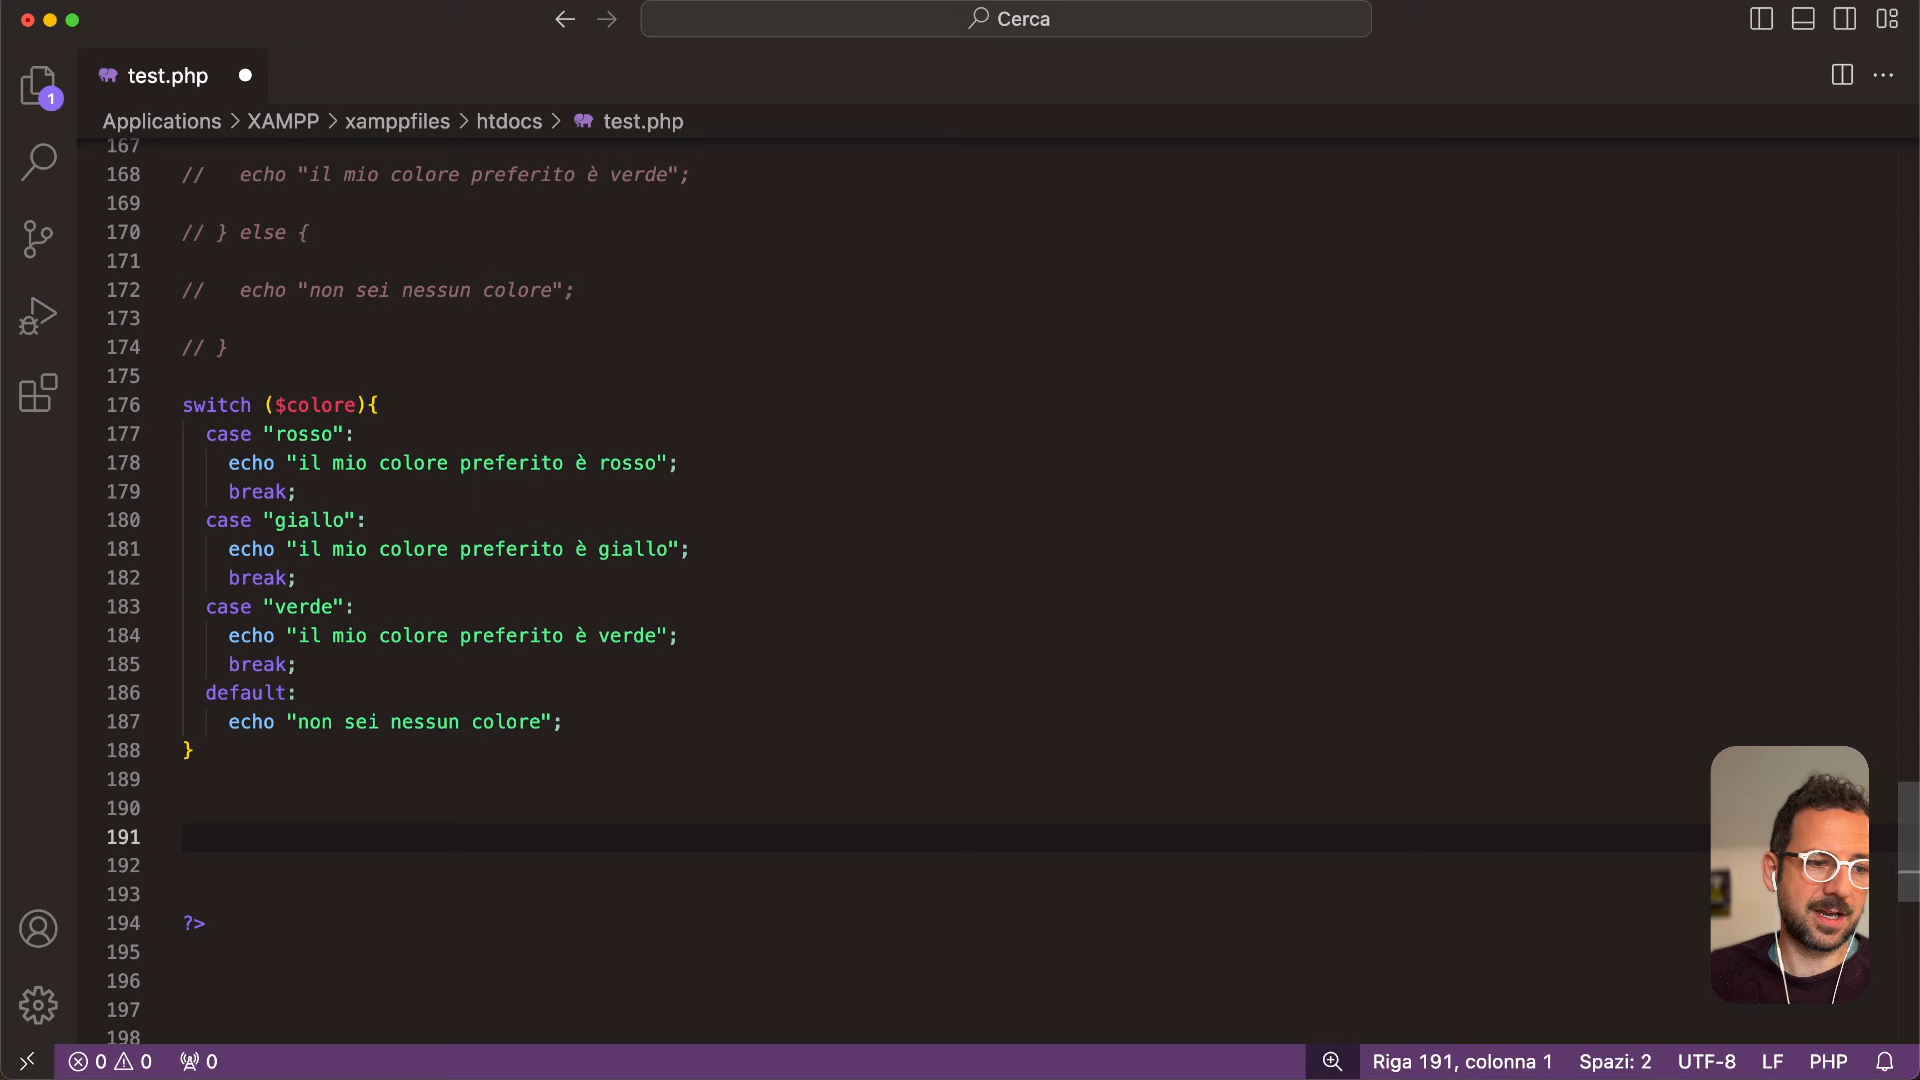 Cerca
test.php
1
Applications > XAMPP > xamppfiles > htdocs > test.php
167
168 // echo "il mio colore preferito è verde";
169
170 // } else {
171
172 // echo "non sei nessun colore";
173
174 // }
175
176 switch ($colore){
177 case "rosso":
178 echo "il mio colore preferito è rosso";
179 break;
180 case "giallo":
181 echo "il mio colore preferito è giallo";
182 break;
183 case "verde":
184 echo "il mio colore preferito è verde";
185 break;
186 default:
187 echo "non sei nessun colore";
188 }
189
190
191
192
193
194 ?>
195
196
197
198
0 0 0 Riga 191, colonna 1 Spazi: 2 UTF-8 LF PHP